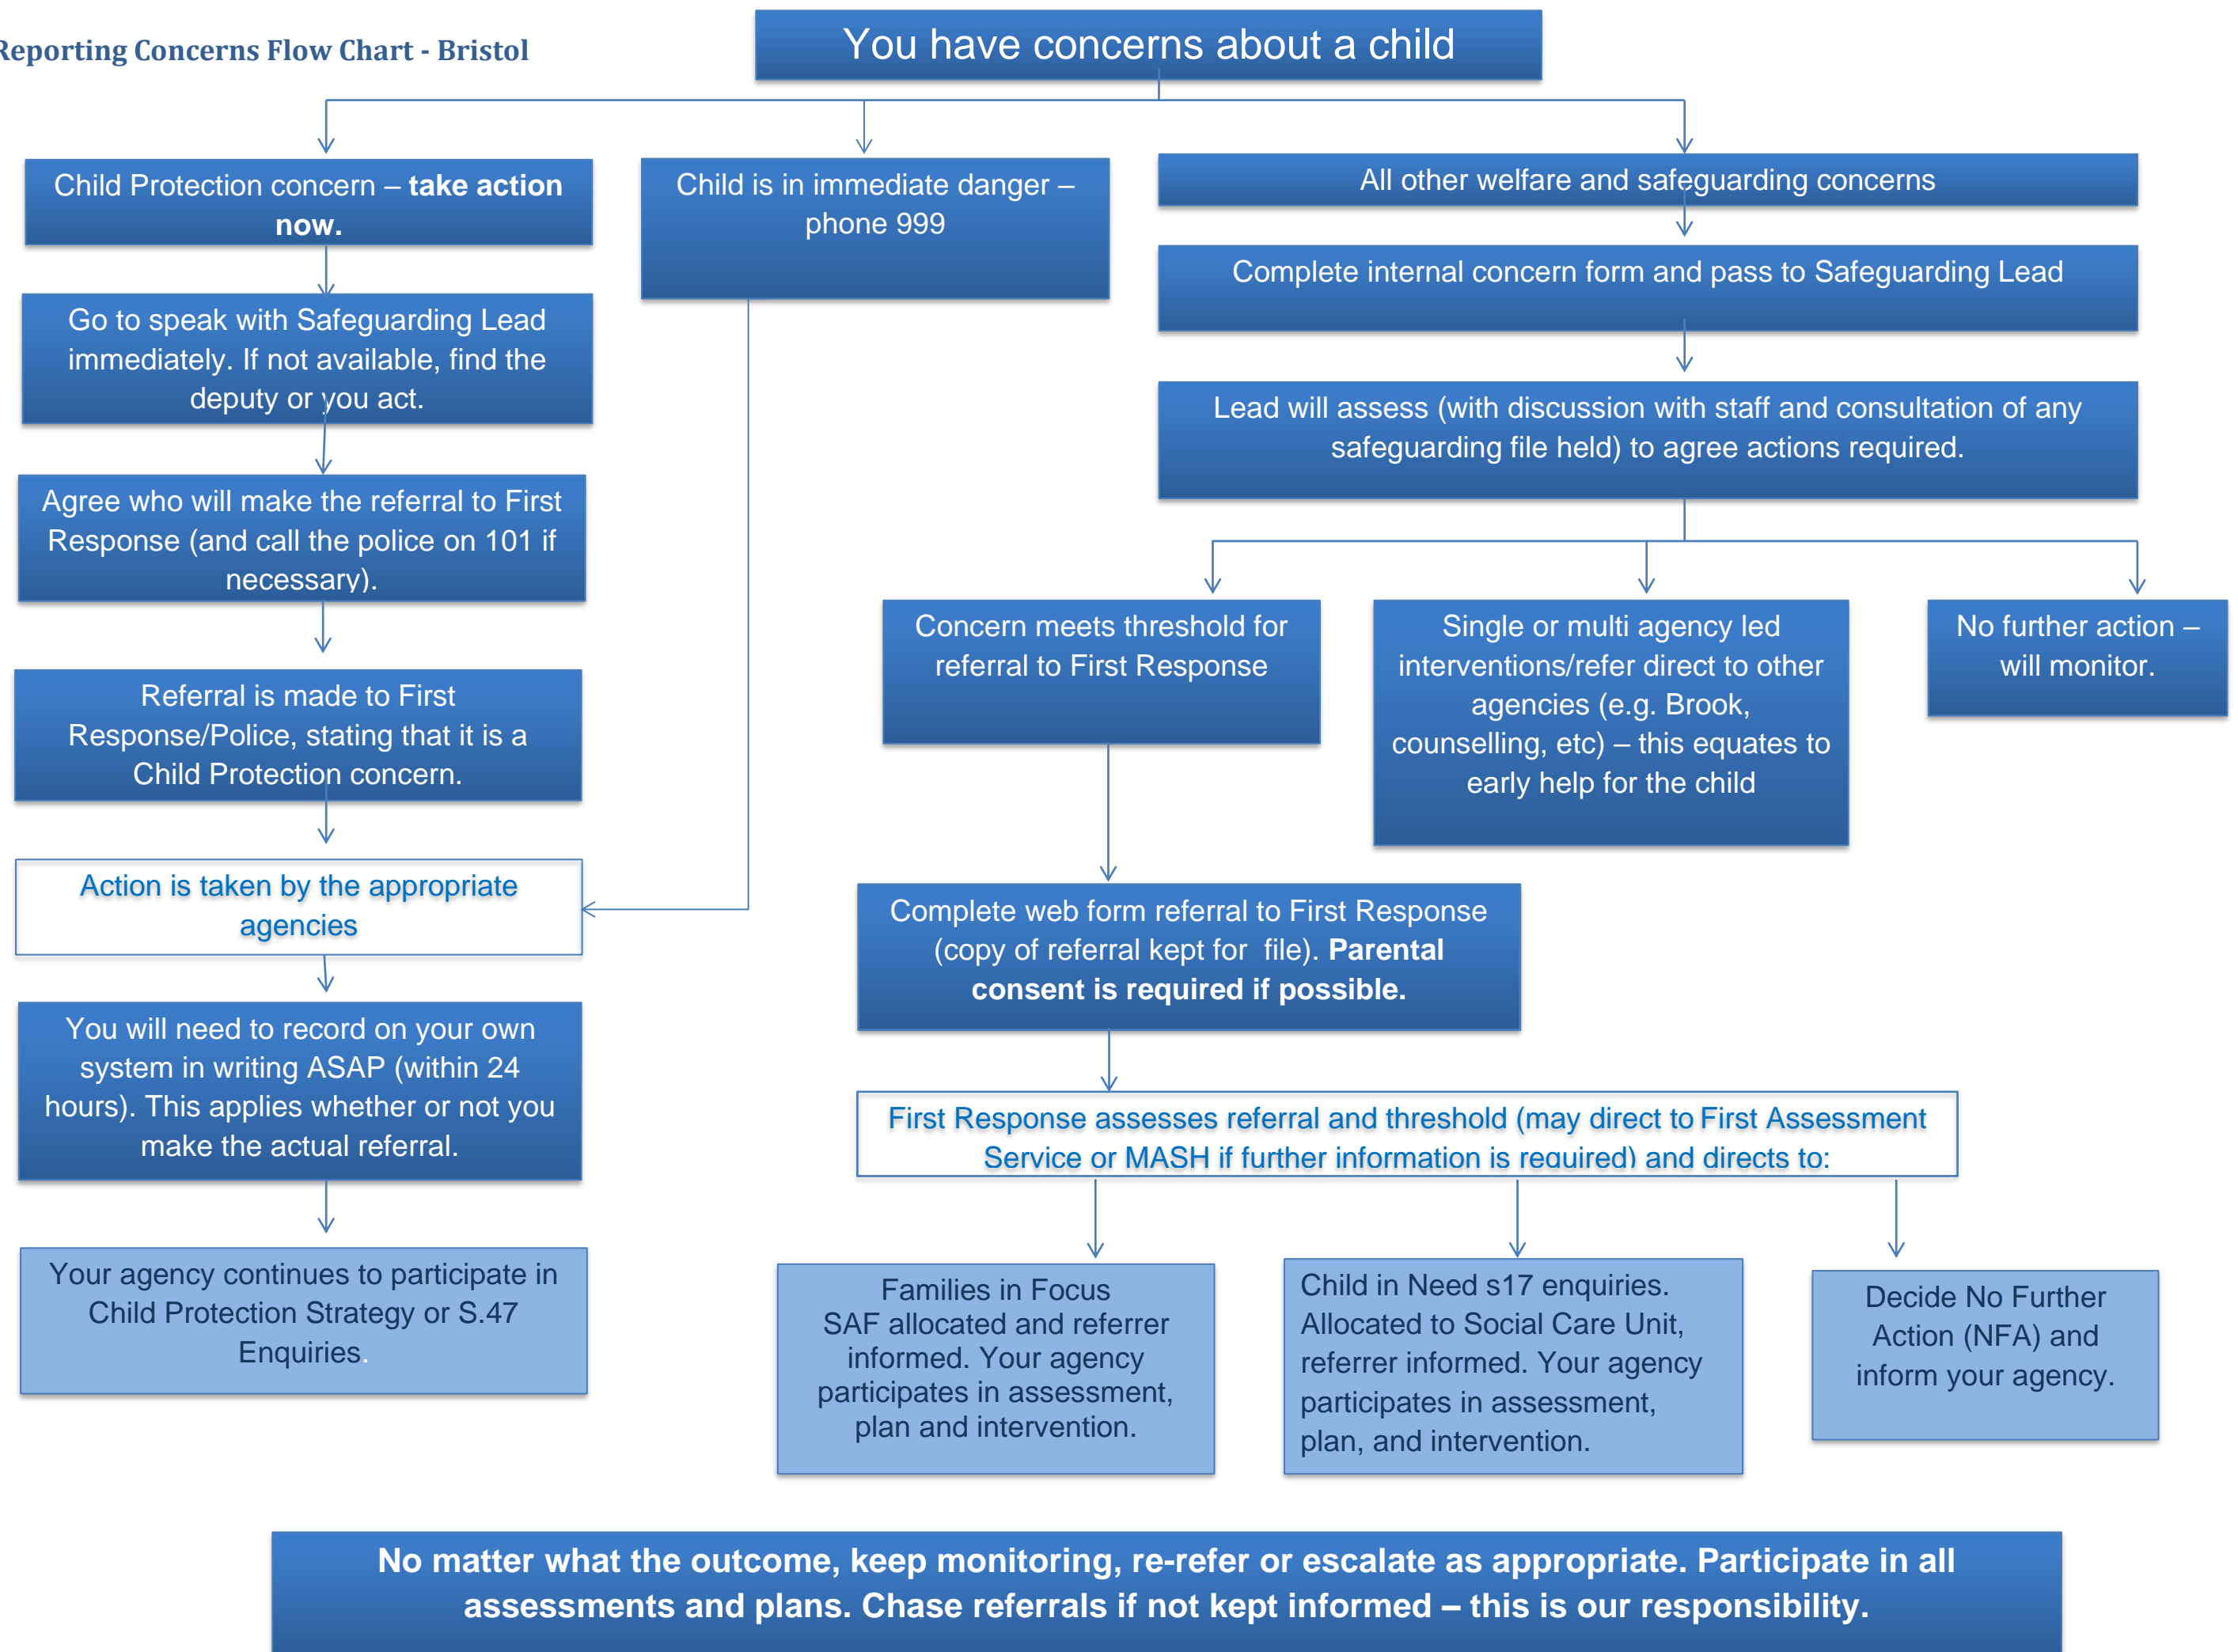 Reporting Concerns Flow Chart - Bristol
You have concerns about a child
Child Protection concern – take action
now.
Go to speak with Safeguarding Lead
immediately. If not available, find the
deputy or you act.
Agree who will make the referral to First
Response (and call the police on 101 if
necessary).
Referral is made to First
Response/Police, stating that it is a
Child Protection concern.
Action is taken by the appropriate
agencies
You will need to record on your own
system in writing ASAP (within 24
hours). This applies whether or not you
make the actual referral.
Your agency continues to participate in
Child Protection Strategy or S.47
Enquiries.
Child is in immediate danger –
phone 999
All other welfare and safeguarding concerns
Complete internal concern form and pass to Safeguarding Lead
Lead will assess (with discussion with staff and consultation of any
safeguarding file held) to agree actions required.
Concern meets threshold for
referral to First Response
Single or multi agency led
interventions/refer direct to other
agencies (e.g. Brook,
counselling, etc) – this equates to
early help for the child
No further action –
will monitor.
Complete web form referral to First Response
(copy of referral kept for file). Parental
consent is required if possible.
First Response assesses referral and threshold (may direct to First Assessment
Service or MASH if further information is required) and directs to:
Families in Focus
SAF allocated and referrer
informed. Your agency
participates in assessment,
plan and intervention.
Child in Need s17 enquiries.
Allocated to Social Care Unit,
referrer informed. Your agency
participates in assessment,
plan, and intervention.
Decide No Further
Action (NFA) and
inform your agency.
No matter what the outcome, keep monitoring, re-refer or escalate as appropriate. Participate in all
assessments and plans. Chase referrals if not kept informed – this is our responsibility.